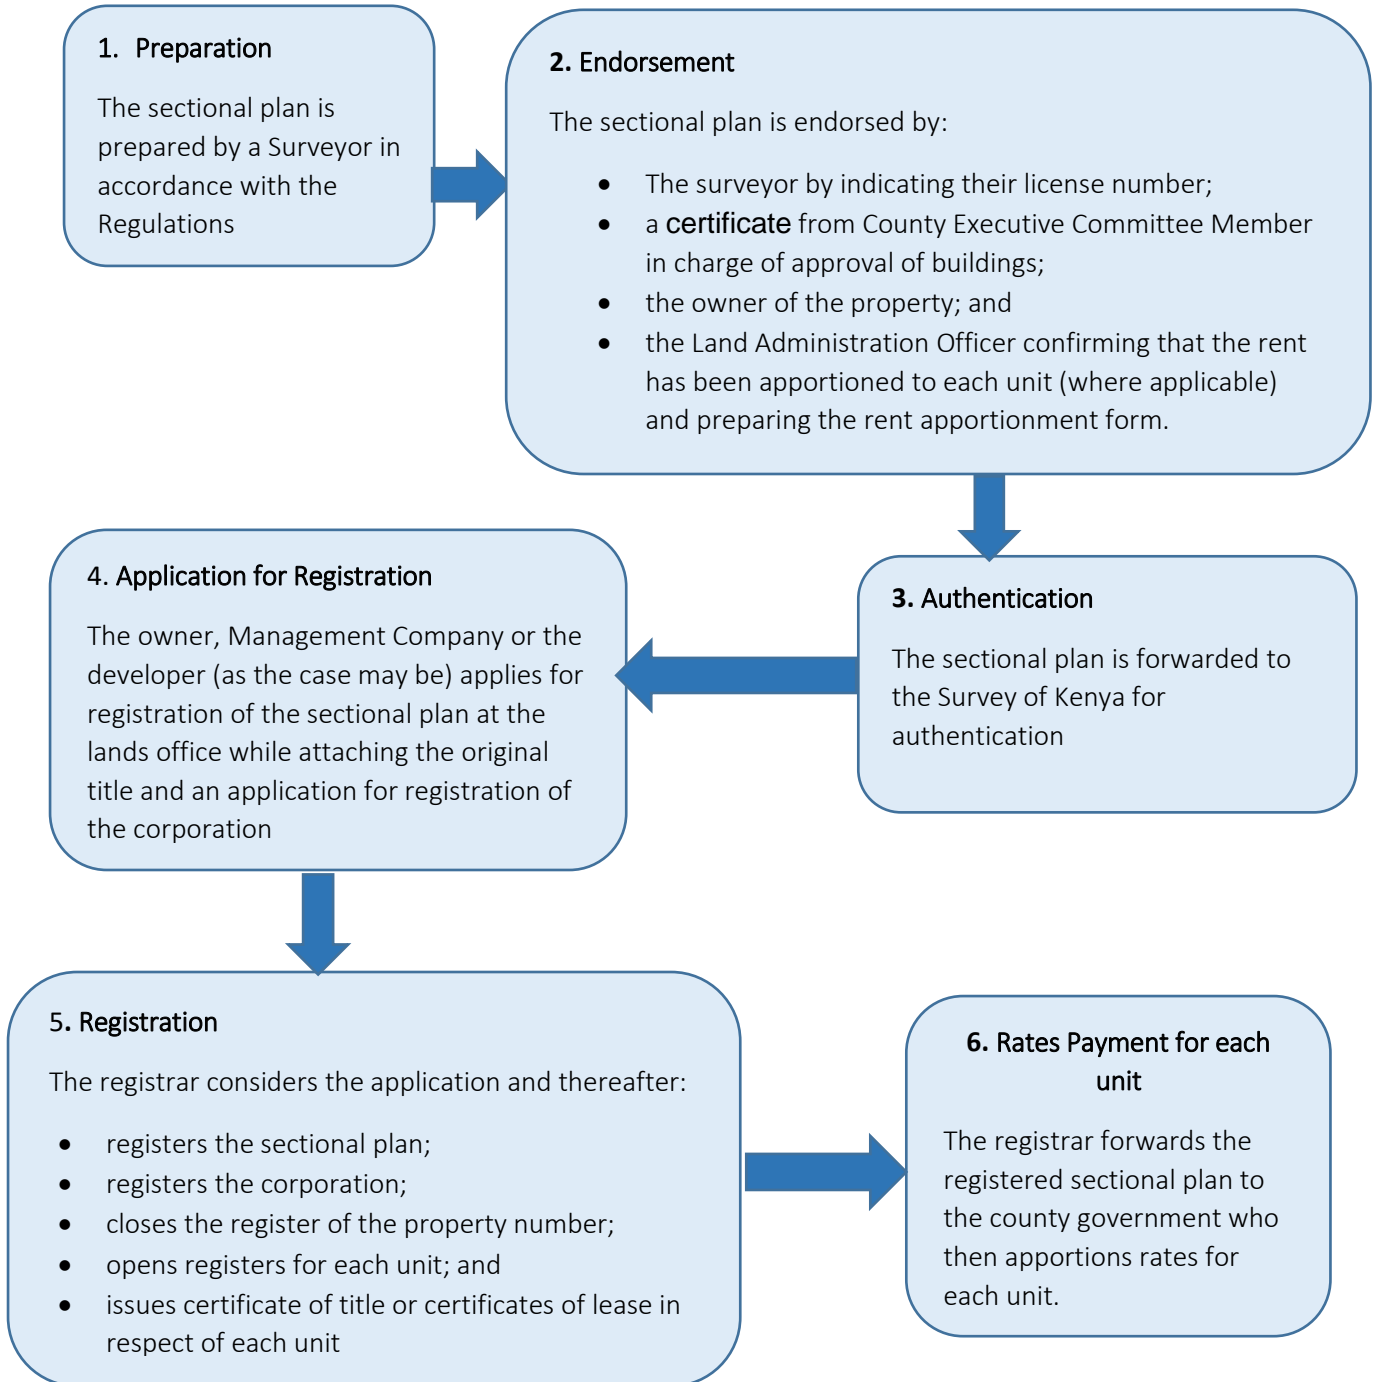 1. Preparation
The sectional plan is
prepared by a Surveyor in
accordance with the
Regulations
2. Endorsement
The sectional plan is endorsed by:
• The surveyor by indicating their license number;
• a certificate from County Executive Committee Member
in charge of approval of buildings;
• the owner of the property; and
• the Land Administration Officer confirming that the rent
has been apportioned to each unit (where applicable)
and preparing the rent apportionment form.
3. Authentication
The sectional plan is forwarded to
the Survey of Kenya for
authentication
4. Application for Registration
The owner, Management Company or the
developer (as the case may be) applies for
registration of the sectional plan at the
lands office while attaching the original
title and an application for registration of
the corporation
5. Registration
The registrar considers the application and thereafter:
• registers the sectional plan;
• registers the corporation;
• closes the register of the property number;
• opens registers for each unit; and
• issues certificate of title or certificates of lease in
respect of each unit
6. Rates Payment for each
unit
The registrar forwards the
registered sectional plan to
the county government who
then apportions rates for
each unit.